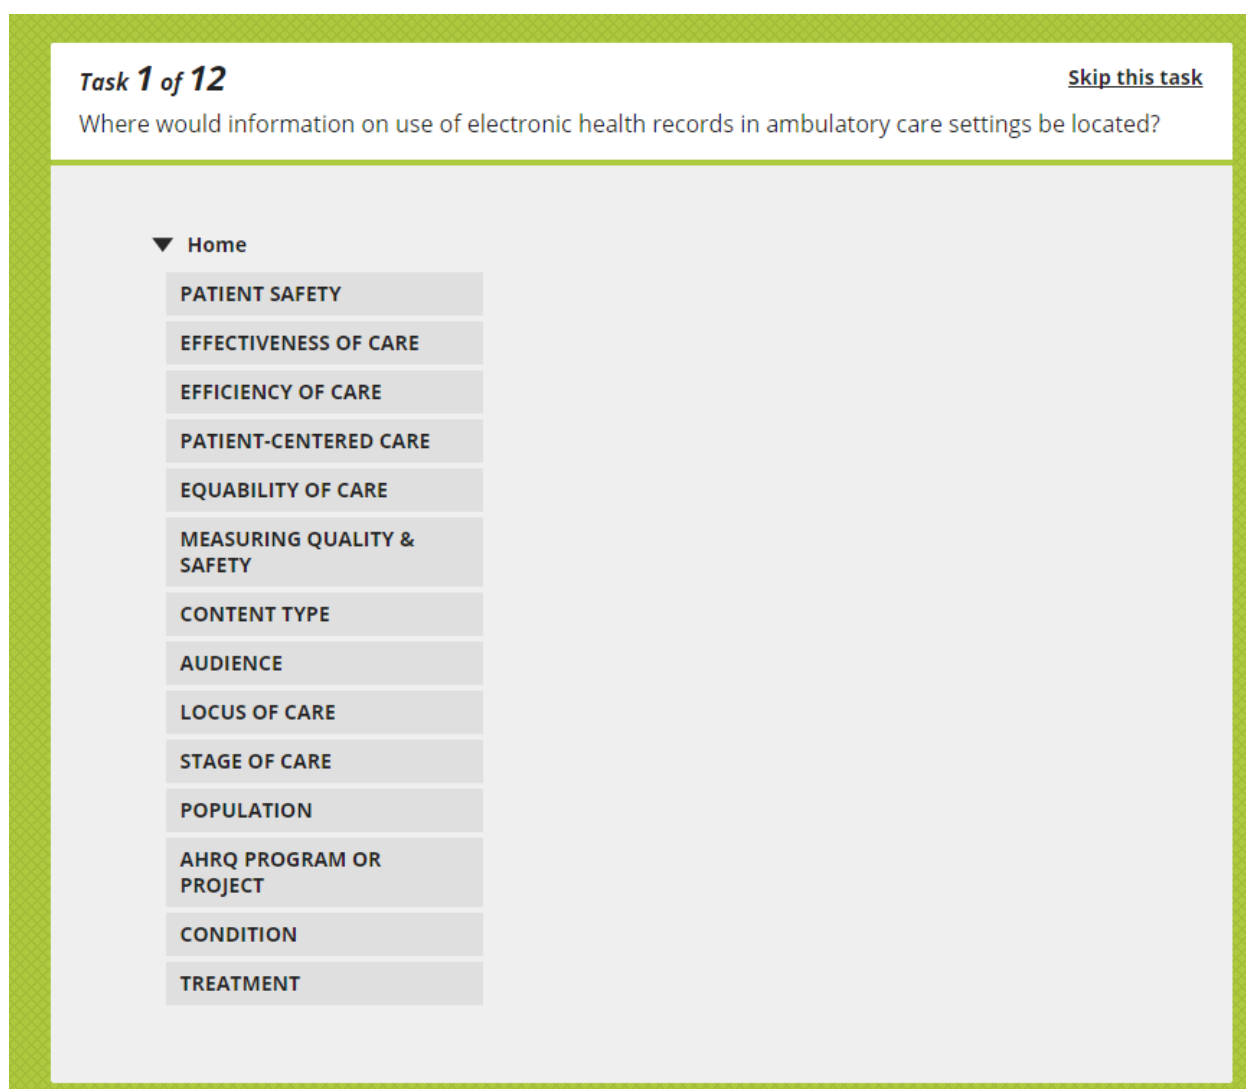 Task 1 of 12
Skip this task
Where would information on use of electronic health records in ambulatory care settings be located?
Home
PATIENT SAFETY
EFFECTIVENESS OF CARE
EFFICIENCY OF CARE
PATIENT-CENTERED CARE
EQUABILITY OF CARE
MEASURING QUALITY &
SAFETY
CONTENT TYPE
AUDIENCE
LOCUS OF CARE
STAGE OF CARE
POPULATION
AHRQ PROGRAM OR
PROJECT
CONDITION
TREATMENT